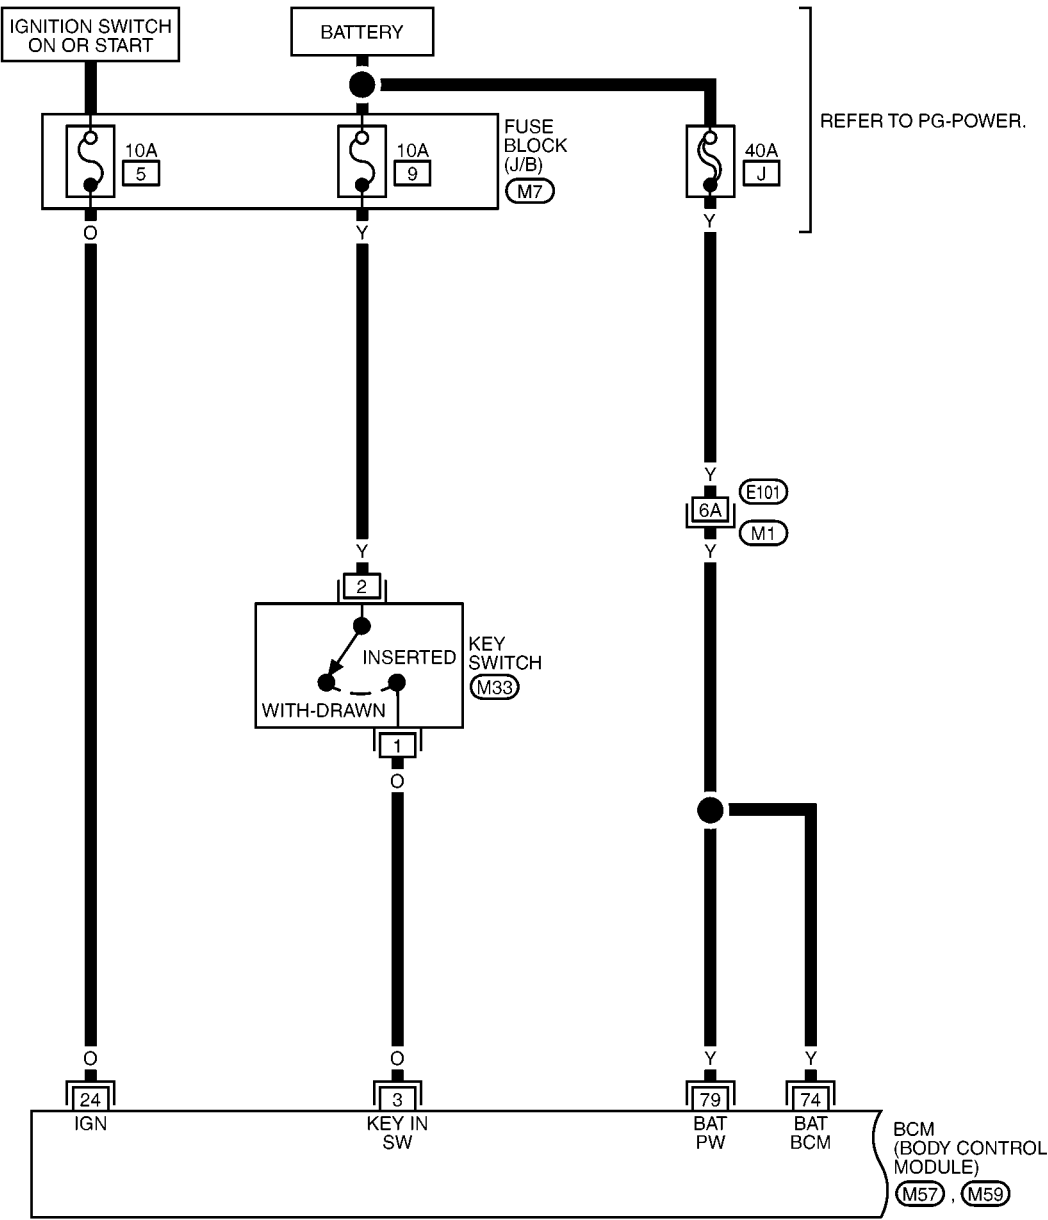 IGNITION SWITCH
ON OR START
BATTERY
REFER TO PG-POWER.
10A
5
10A
9
FUSE
BLOCK
(J/B)
M7
40A
J
O
Y
Y
Y
E101
6A
M1
Y
Y
2
INSERTED
WITH-DRAWN
KEY
SWITCH
M33
1
O
O
O
Y
Y
24
3
79
74
IGN
KEY IN
SW
BAT
PW
BAT
BCM
BCM
(BODY CONTROL
MODULE)
M57 , M59